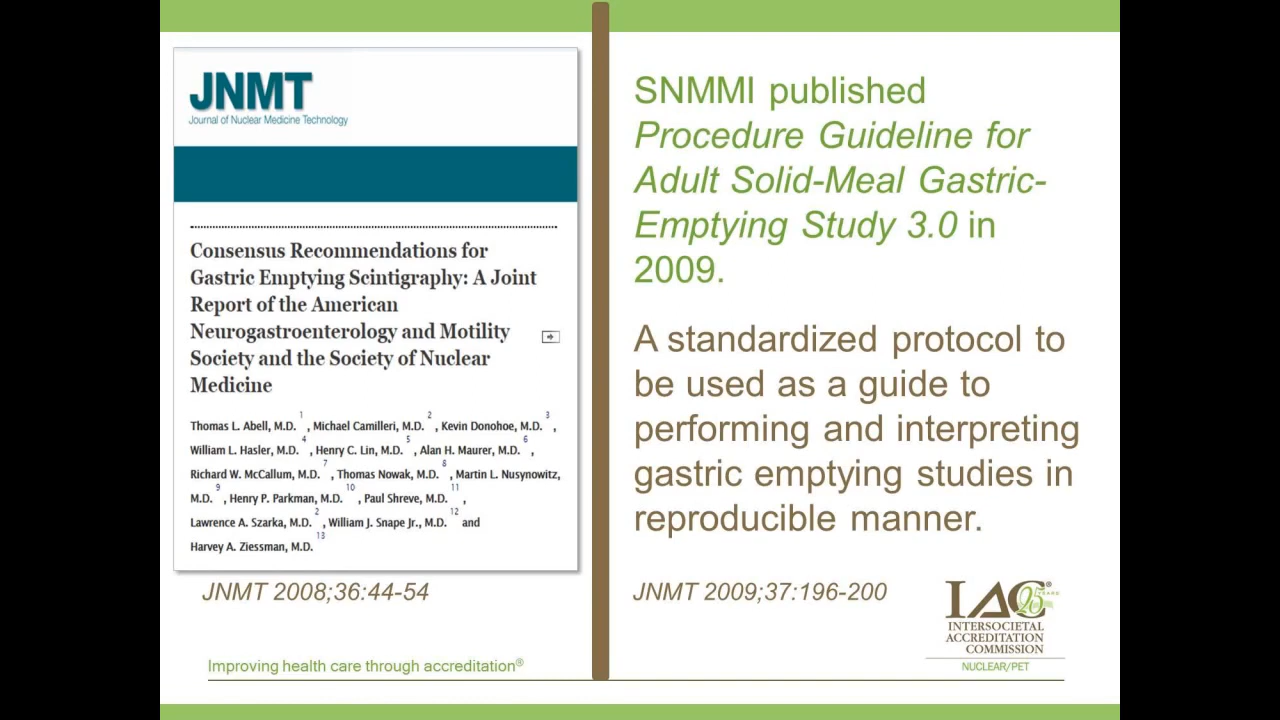 JNMT
Journal of Nuclear Medicine Technology
Consensus Recommendations for
Gastric Emptying Scintigraphy: A Joint
Report of the American
Neurogastroenterology and Motility
Society and the Society of Nuclear
Medicine
Thomas L. Abell, M.D. 1 , Michael Camilleri, M.D. 2 , Kevin Donohoe, M.D. 3 ,
William L. Hasler, M.D. 4 , Henry C. Lin, M.D. 5 , Alan H. Maurer, M.D. 6 ,
Richard W. McCallum, M.D. 7 , Thomas Nowak, M.D. 8 , Martin L. Nusynowitz,
M.D. 9 , Henry P. Parkman, M.D. 10 , Paul Shreve, M.D. 11 ,
Lawrence A. Szarka, M.D. 2 , William J. Snape Jr., M.D. 12 and
Harvey A. Ziessman, M.D. 13
JNMT 2008;36:44-54
SNMMI published
Procedure Guideline for
Adult Solid-Meal Gastric-
Emptying Study 3.0 in
2009.
A standardized protocol to
be used as a guide to
performing and interpreting
gastric emptying studies in
reproducible manner.
JNMT 2009;37:196-200
IAC®
25 YEARS
INTERSOCIETAL
ACCREDITATION
COMMISSION
NUCLEAR/PET
Improving health care through accreditation®